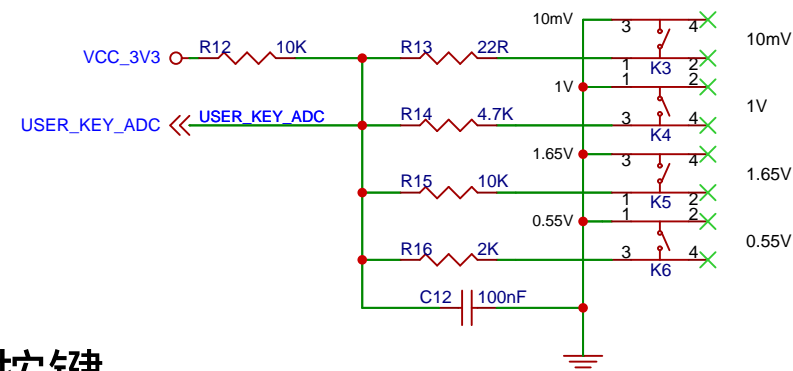 10mV
3 4
10mV
VCC_3V3 R12 10K R13 22R
1 2
K3
1 2
1V
1V
USER_KEY_ADC USER_KEY_ADC R14 4.7K
3 4
K4
1.65V
3 4
1.65V
R15 10K
1 2
K5
1 2
0.55V
0.55V
R16 2K
3 4
K6
C12 100nF
按键